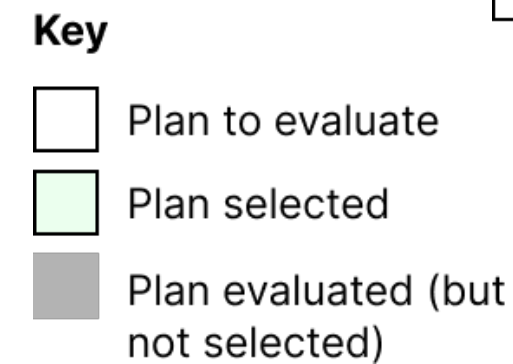 Key
Plan to evaluate
Plan selected
Plan evaluated (but
not selected)